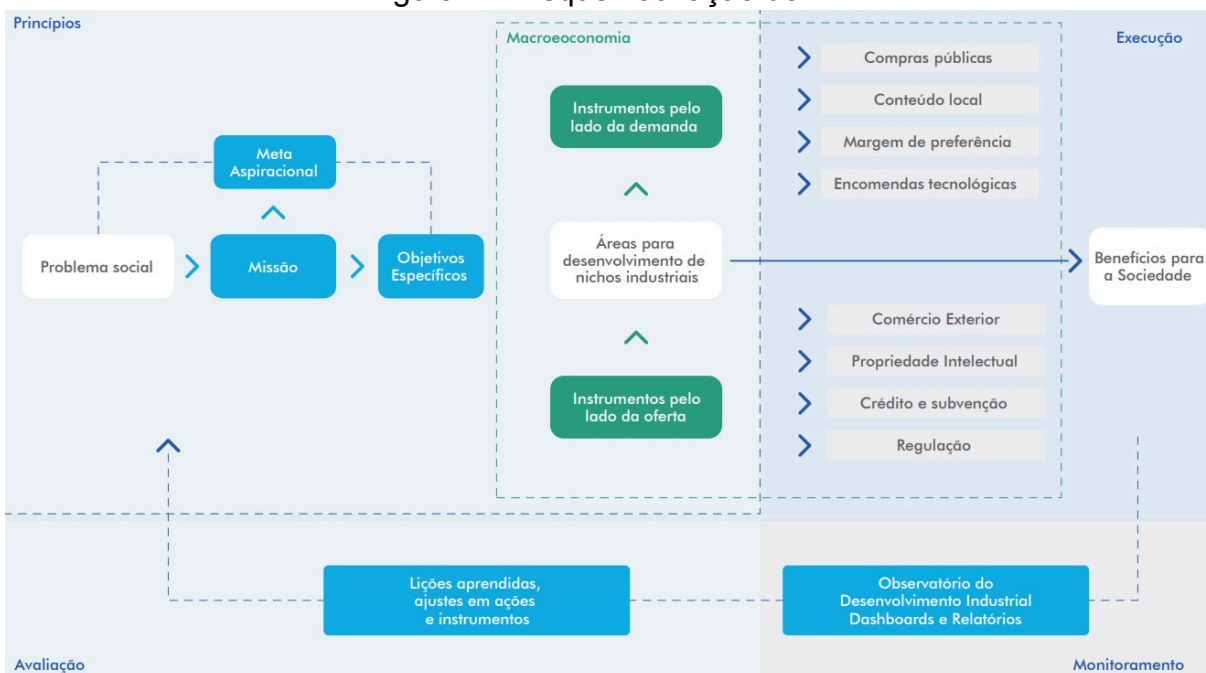 Princípios
Macroeoconomia
Execução
Compras públicas
Instrumentos pelo
lado da demanda
Conteúdo local
Meta
Aspiracional
Margem de preferência
Encomendas tecnológicas
Problema social
Missão
Objetivos
Específicos
Áreas para
desenvolvimento de
nichos industriais
Benefícios para
a Sociedade
Comércio Exterior
Propriedade Intelectual
Instrumentos pelo
lado da oferta
Crédito e subvenção
Regulação
Lições aprendidas,
ajustes em ações
e instrumentos
Observatório do
Desenvolvimento Industrial
Dashboards e Relatórios
Avaliação
Monitoramento